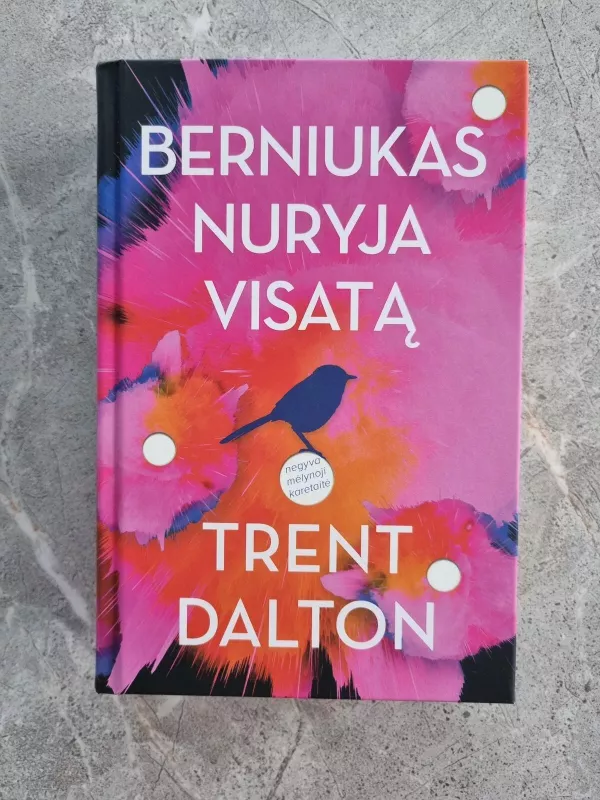 BERNIUKAS
NURYJA
VISATĄ
negyva
mėlynoji
karetaitė
TRENT
DALTON